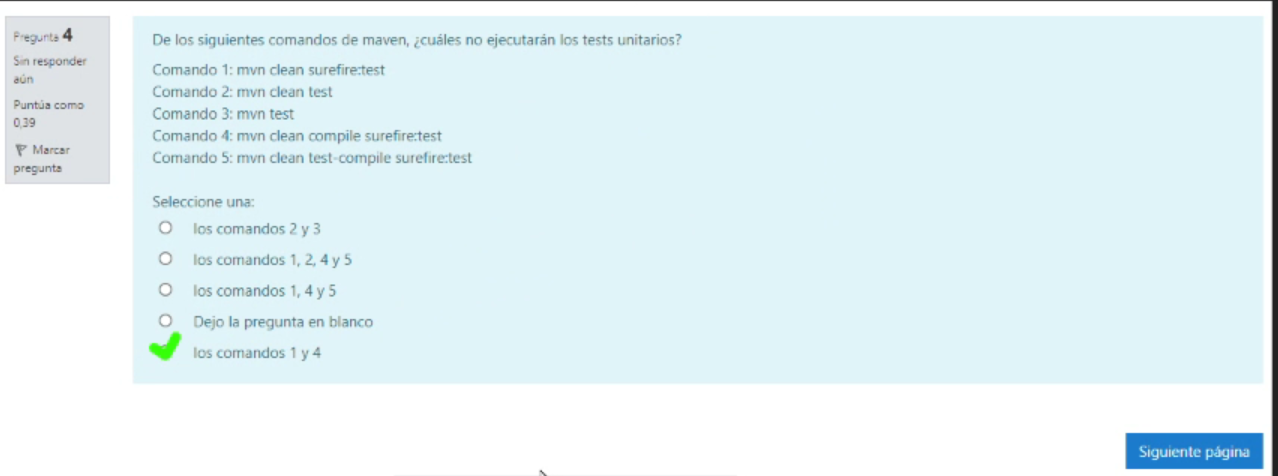 Pregunta 4
Sin responder
aún
Puntúa como
0,39
Marcar
pregunta
De los siguientes comandos de maven, ¿cuáles no ejecutarán los tests unitarios?
Comando 1: mvn clean surefire:test
Comando 2: mvn clean test
Comando 3: mvn test
Comando 4: mvn clean compile surefire:test
Comando 5: mvn clean test-compile surefire:test
Seleccione una:
los comandos 2 y 3
los comandos 1, 2, 4 y 5
los comandos 1, 4 y 5
Dejo la pregunta en blanco
los comandos 1 y 4
Siguiente página